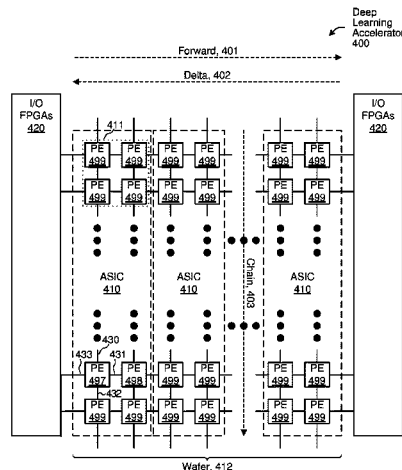 Deep
Learning
Accelerator
400
Forward, 401
Delta, 402
I/O
FPGAs
420
I/O
FPGAs
420
411
PE
499
PE
499
PE
499
PE
499
PE
499
PE
499
PE
499
PE
499
PE
499
PE
499
PE
499
PE
499
ASIC
410
ASIC
410
Chain, 403
ASIC
410
430
433
431
PE
497
PE
498
PE
499
PE
499
PE
499
PE
499
432
PE
499
PE
499
PE
499
PE
499
PE
499
PE
499
Wafer, 412